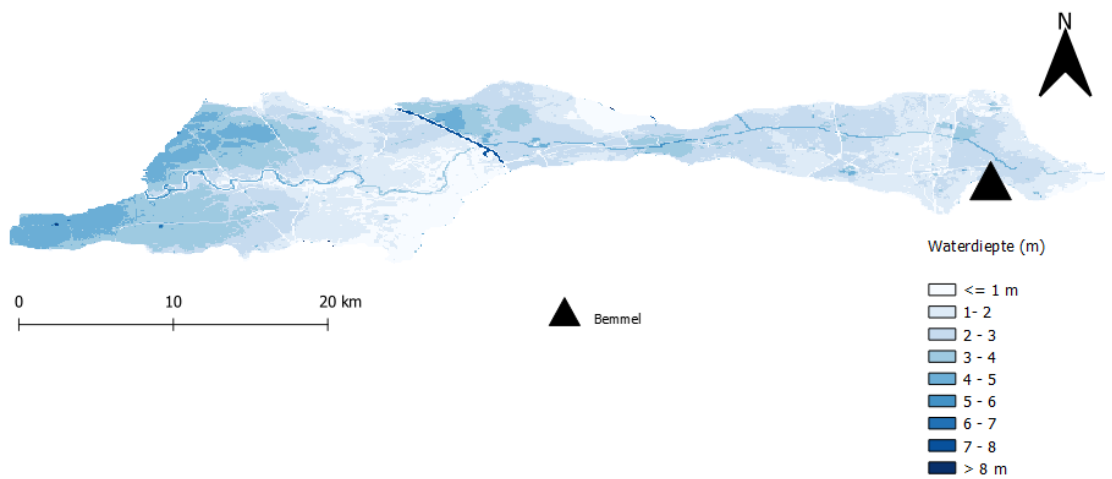 N
Waterdiepte (m)
0 10 20 km
Bemmel
<= 1 m
1- 2
2 - 3
3 - 4
4 - 5
5 - 6
6 - 7
7 - 8
> 8 m